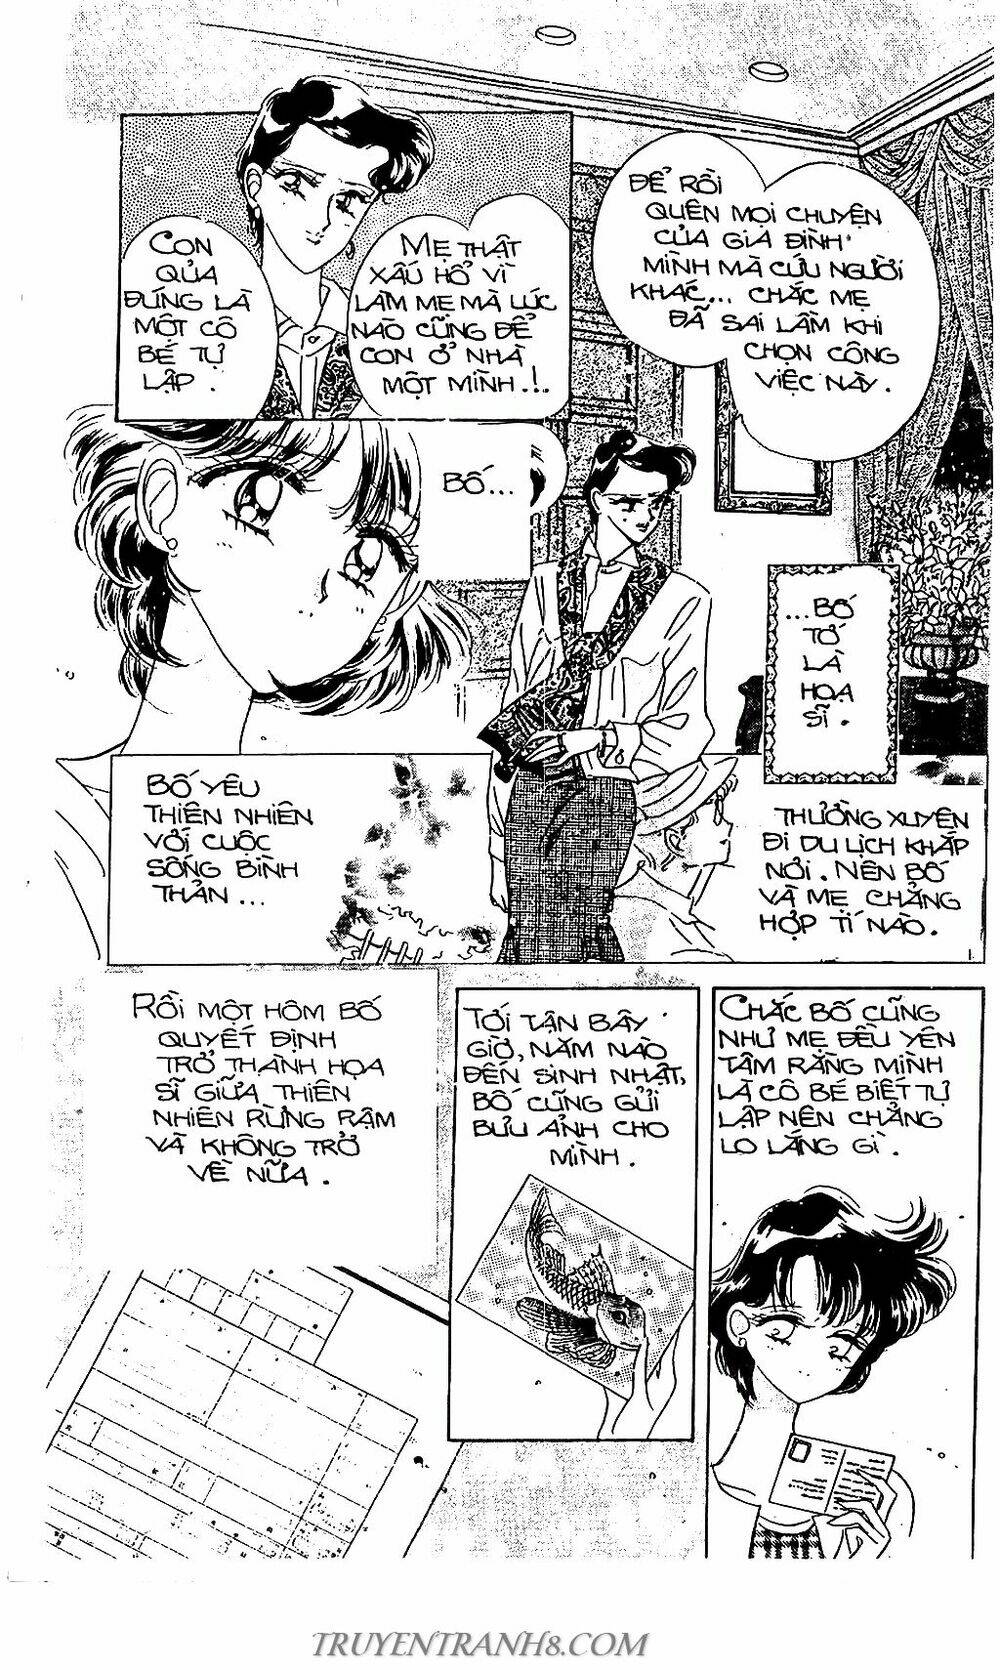 CON
QỦA
ĐÚNG LÀ
MỘT CÔ
BÉ TỰ
LẬP.
MẸ THẬT
XẤU HỔ VÌ
LÀM MẸ MÀ LÚC
NÀO CŨNG ĐỂ
CON Ở NHÀ
MỘT MÌNH.!.
ĐỂ RỒI
QUÊN MỌI CHUYỆN
CỦA GIA ĐÌNH
MÌNH MÀ CỨU NGƯỜI
KHÁC... CHẮC MẸ
ĐÃ SAI LẦM KHI
CHỌN CÔNG
VIỆC NÀY.
BỐ...
...BỐ
TỚ
LÀ
HỌA
SĨ.
BỐ YÊU
THIÊN NHIÊN
VỚI CUỘC
SỐNG BÌNH
THẢN...
THƯỜNG XUYÊN
ĐI DU LỊCH KHẮP
NƠI. NÊN BỐ
VÀ MẸ CHẲNG
HỢP TÍ NÀO.
RỒI MỘT HÔM BỐ
QUYẾT ĐỊNH
TRỞ THÀNH HỌA
SĨ GIỮA THIÊN
NHIÊN RỪNG RẬM
VÀ KHÔNG TRỞ
VỀ NỮA.
TỚI TẬN BÂY
GIỜ, NĂM NÀO
ĐẾN SINH NHẬT,
BỐ CŨNG GỬI
BƯU ẢNH CHO
MÌNH.
CHẮC BỐ CŨNG
NHƯ MẸ ĐỀU YÊN
TÂM RẰNG MÌNH
LÀ CÔ BÉ BIẾT TỰ
LẬP NÊN CHẲNG
LO LẮNG GÌ.
TRUYENTRANH8.COM